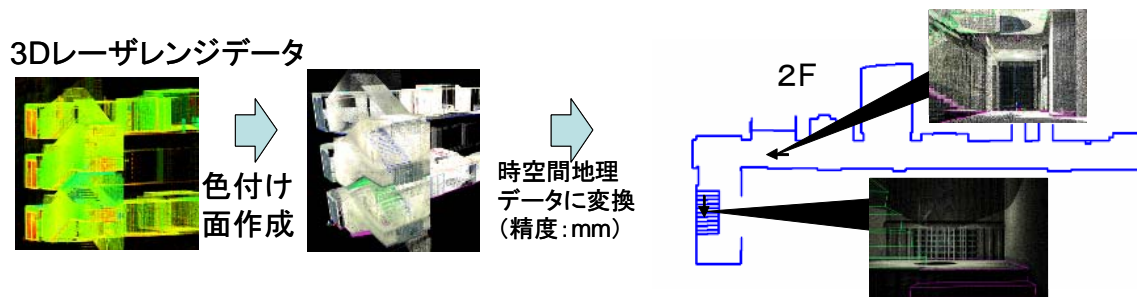 3Dレーザレンジデータ
色付け
面作成
時空間地理
データに変換
(精度:mm)
2F